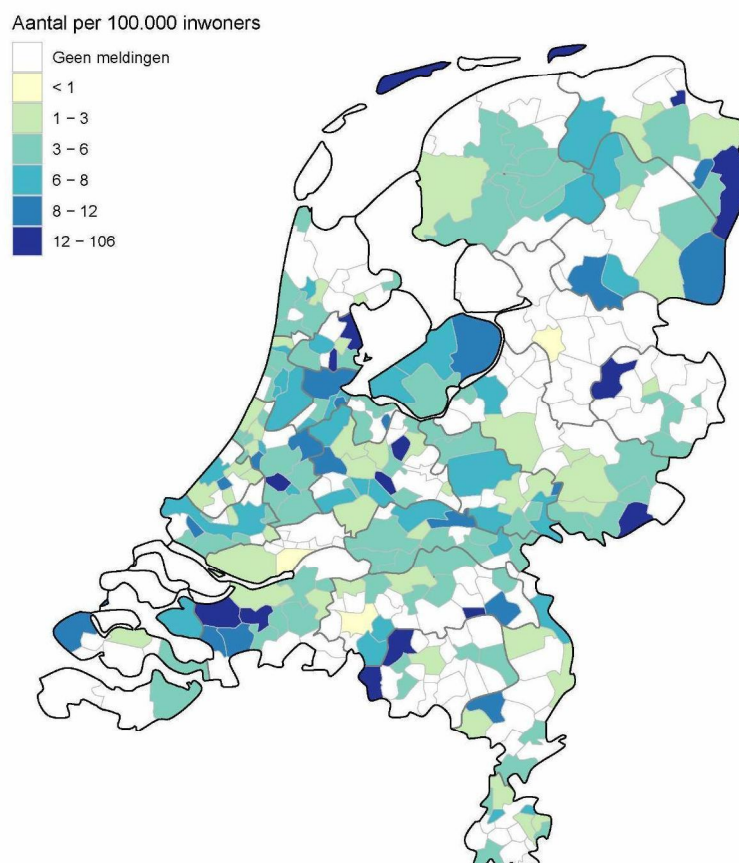 Aantal per 100.000 inwoners
Geen meldingen
< 1
1 – 3
3 – 6
6 – 8
8 – 12
12 – 106